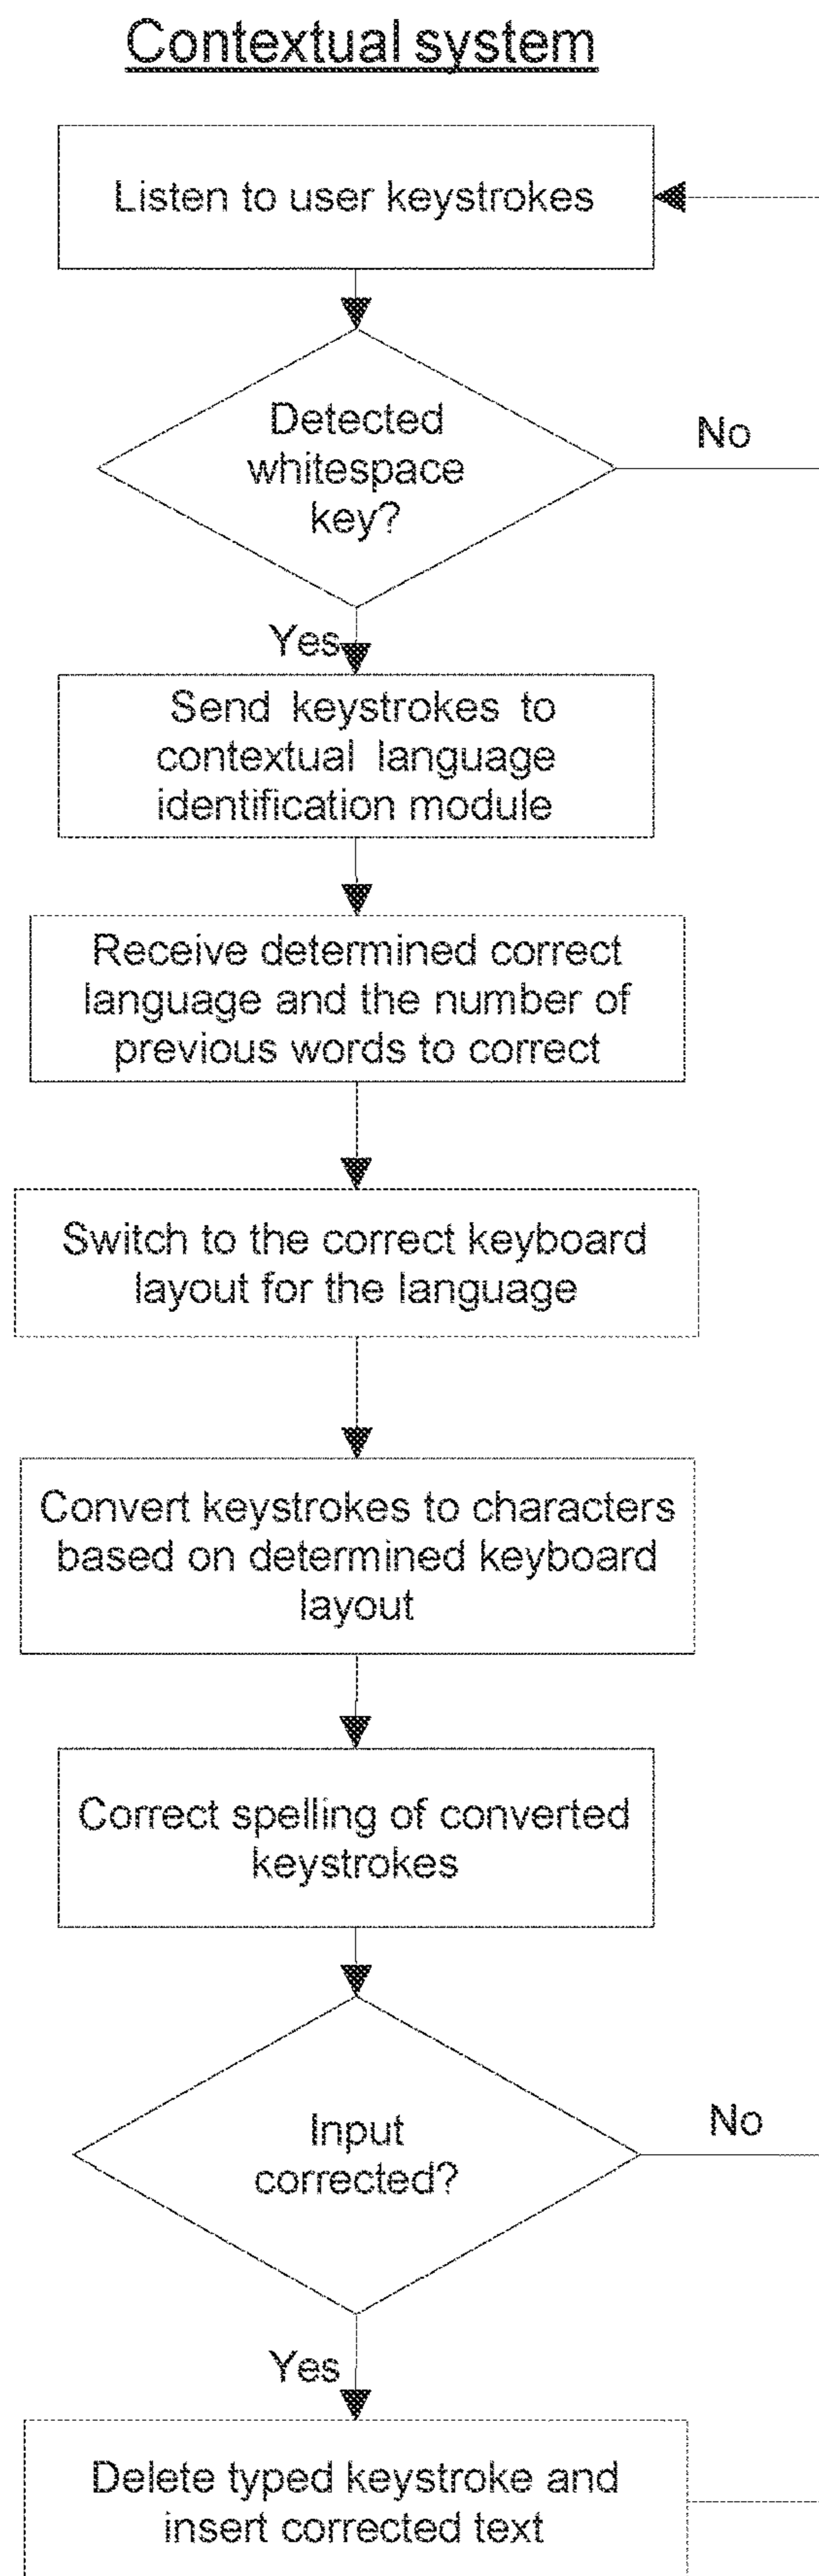 Contextual system
Listen to user keystrokes
Detected
whitespace
key?
No
Yes
Send keystrokes to
contextual language
identification module
Receive determined correct
language and the number of
previous words to correct
Switch to the correct keyboard
layout for the language
Convert keystrokes to characters
based on determined keyboard
layout
Correct spelling of converted
keystrokes
Input
corrected?
No
Yes
Delete typed keystroke and
insert corrected text